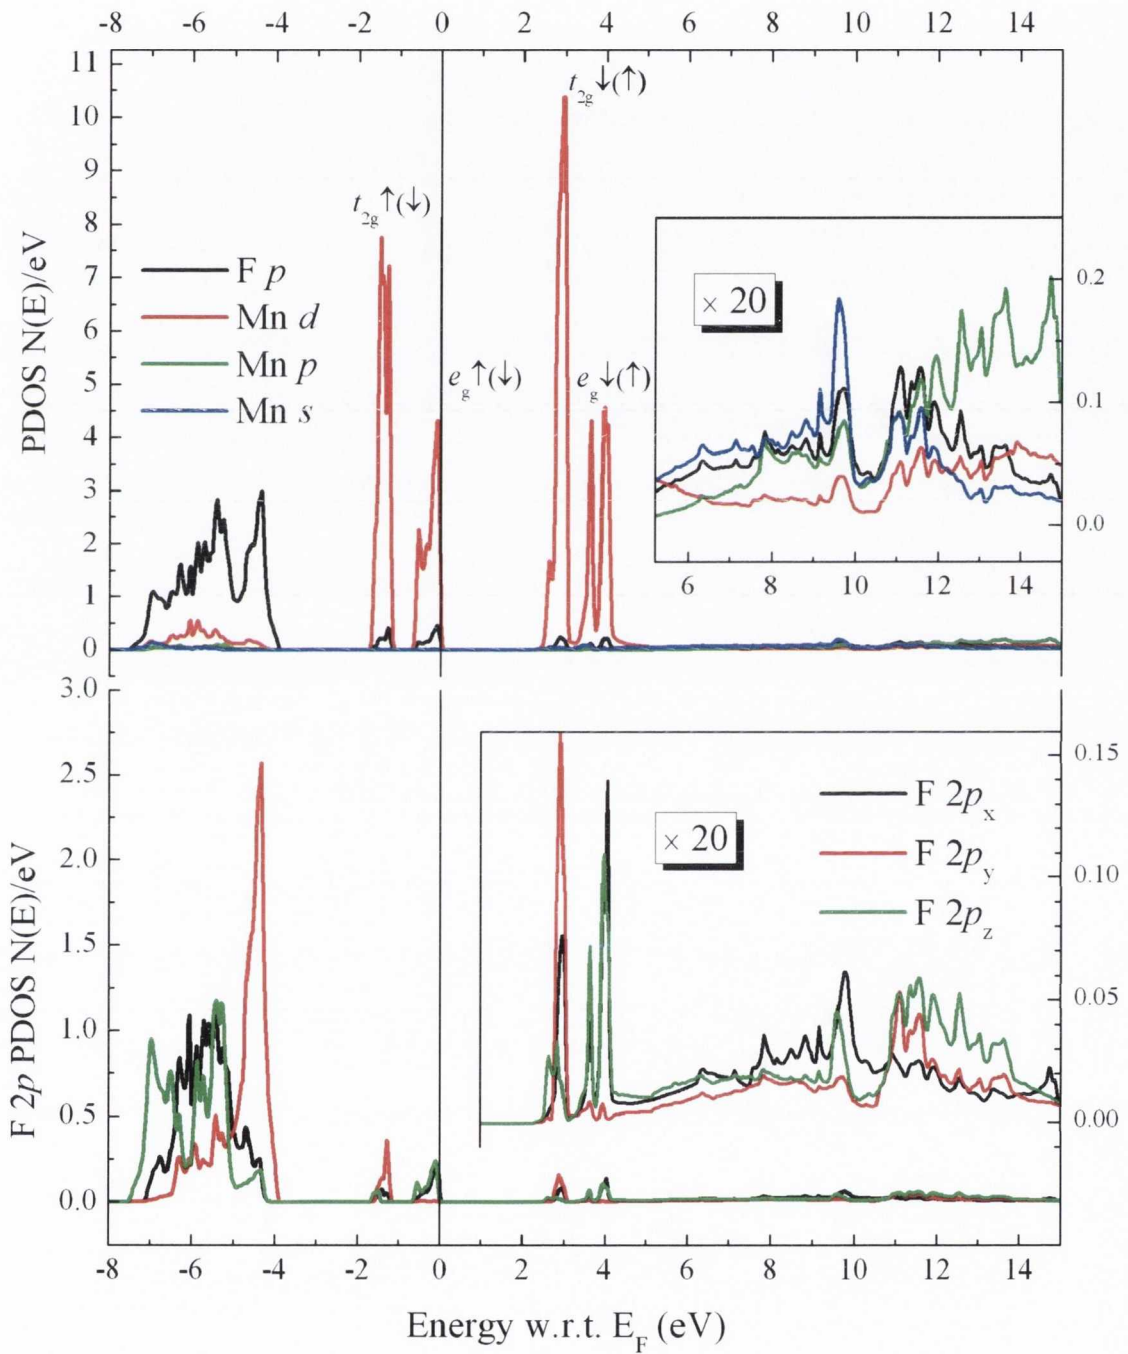 -8 -6 -4 -2 0 2 4 6 8 10 12 14
11
10
9
8
7
6
5
4
3
2
1
0
PDOS N(E)/eV
t2g↓(↑)
t2g↑(↓)
eg↑(↓)
eg↓(↑)
F p
Mn d
Mn p
Mn s
× 20
0.2
0.1
0.0
6 8 10 12 14
3.0
2.5
2.0
1.5
1.0
0.5
0.0
F 2p PDOS N(E)/eV
× 20
F 2px
F 2py
F 2pz
0.15
0.10
0.05
0.00
-8 -6 -4 -2 0 2 4 6 8 10 12 14
Energy w.r.t. EF (eV)